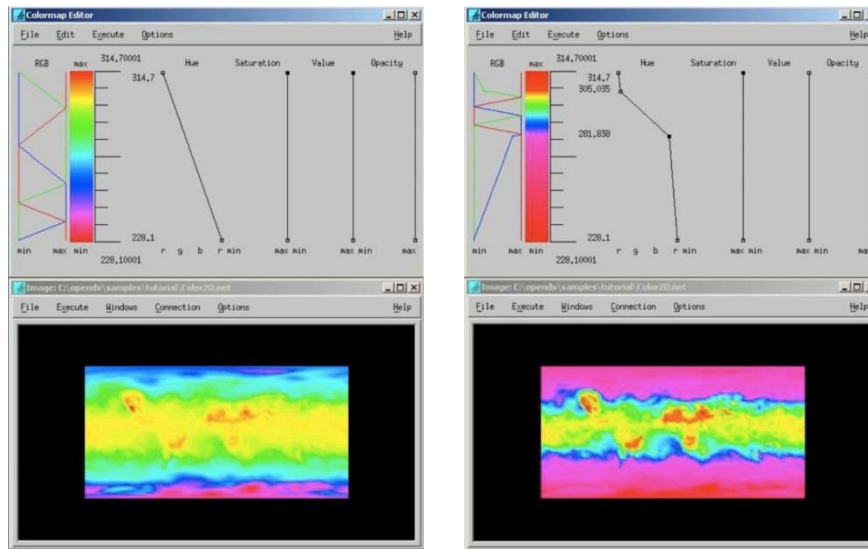 Colormap Editor
File Edit Execute Options Help
RGB max 314.70001 Hue Saturation Value Opacity
314.7
228.1
min max min r g b r min max min max min max
228.10001
Image: C:\opendx\samples\tutorial\Color2D.net
File Execute Windows Connection Options Help
Colormap Editor
File Edit Execute Options Help
RGB max 314.70001 Hue Saturation Value Opacity
314.7
305.035
281.838
228.1
min max min r g b r min max min max min ma
228.10001
Image: C:\opendx\samples\tutorial\Color2D.net
File Execute Windows Connection Options Help